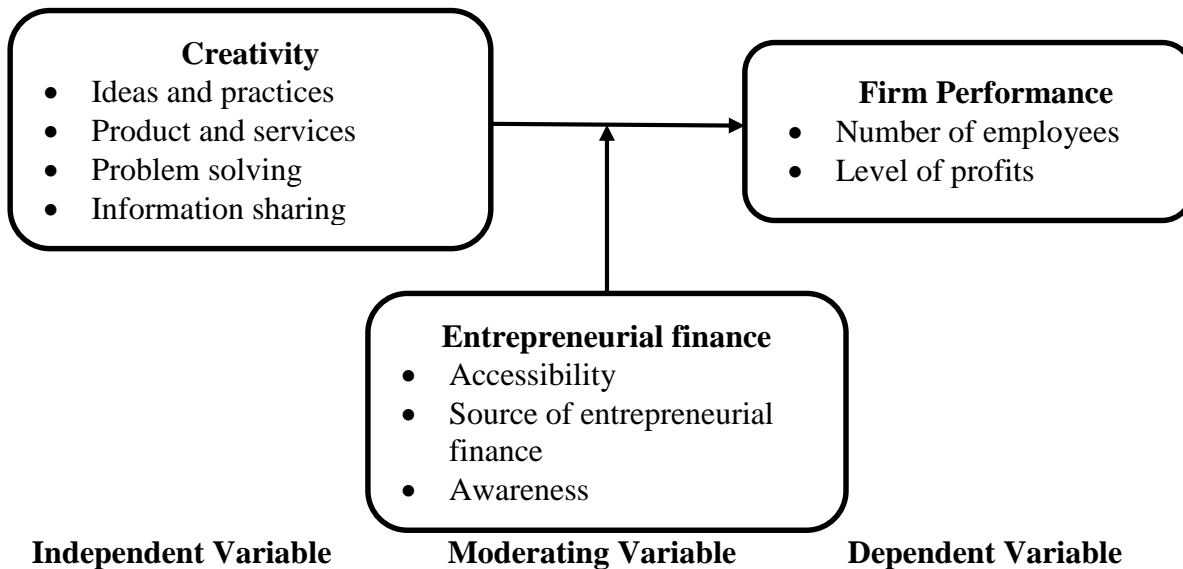 Creativity
• Ideas and practices
• Product and services
• Problem solving
• Information sharing
Firm Performance
• Number of employees
• Level of profits
Entrepreneurial finance
• Accessibility
• Source of entrepreneurial
finance
• Awareness
Independent Variable
Moderating Variable
Dependent Variable